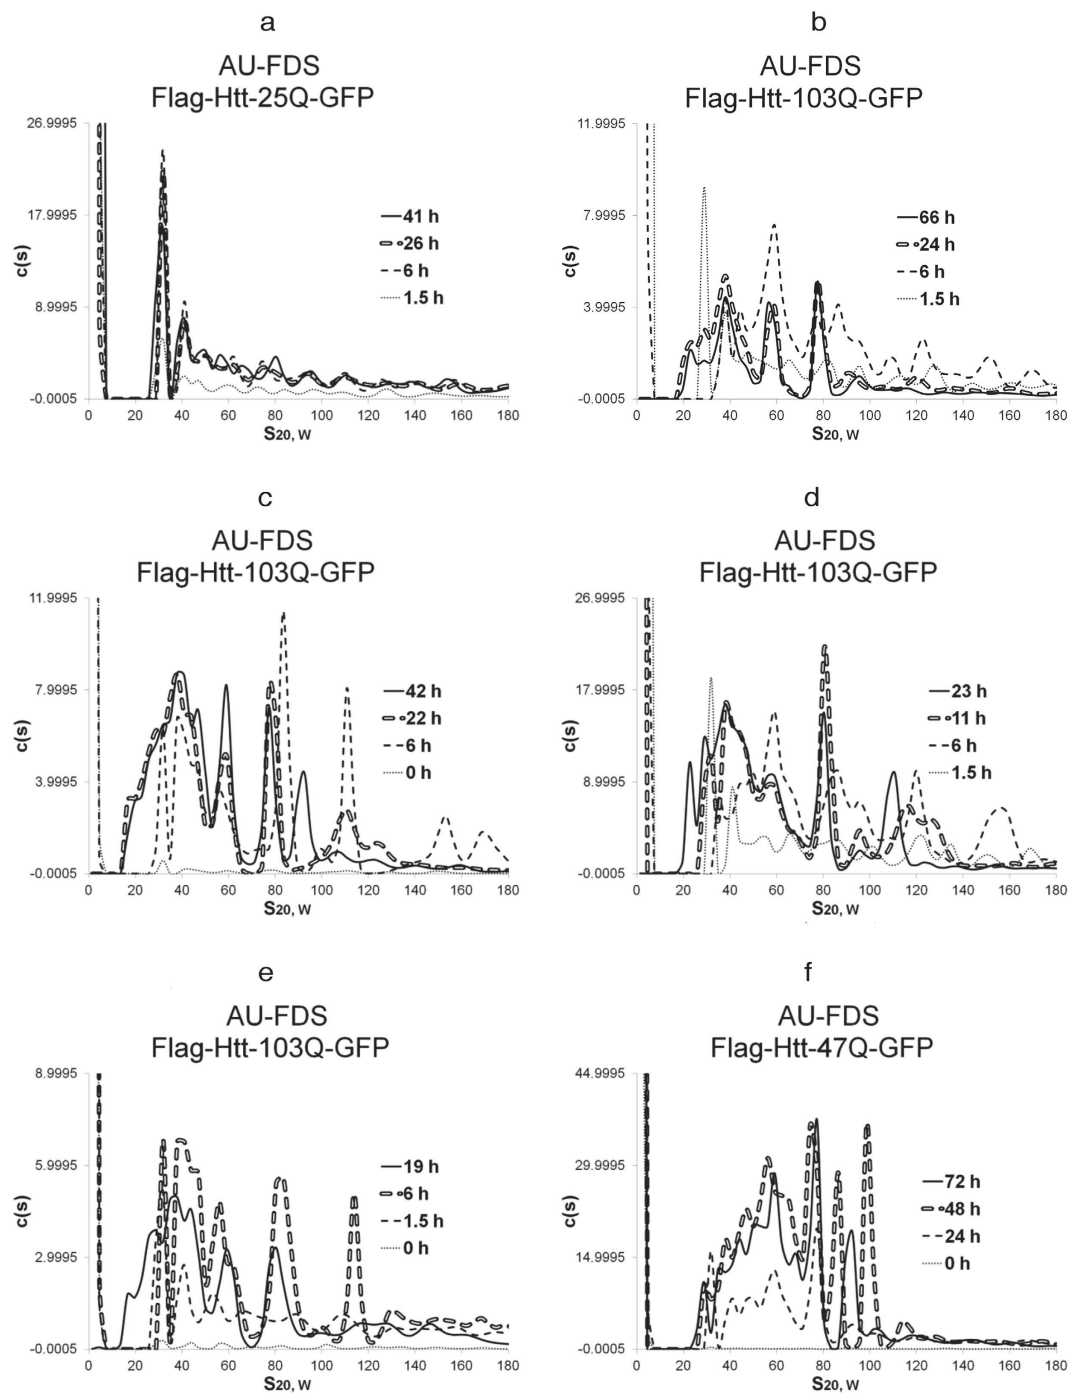 a
AU-FDS
Flag-Htt-25Q-GFP
26.9995
17.9995
8.9995
-0.0005
c(s)
41 h
26 h
6 h
1.5 h
0 20 40 60 80 100 120 140 160 180
S20, W
b
AU-FDS
Flag-Htt-103Q-GFP
11.9995
7.9995
3.9995
-0.0005
c(s)
66 h
24 h
6 h
1.5 h
0 20 40 60 80 100 120 140 160 180
S20, W
c
AU-FDS
Flag-Htt-103Q-GFP
11.9995
7.9995
3.9995
-0.0005
c(s)
42 h
22 h
6 h
0 h
0 20 40 60 80 100 120 140 160 180
S20, W
d
AU-FDS
Flag-Htt-103Q-GFP
26.9995
17.9995
8.9995
-0.0005
c(s)
23 h
11 h
6 h
1.5 h
0 20 40 60 80 100 120 140 160 180
S20, W
e
AU-FDS
Flag-Htt-103Q-GFP
8.9995
5.9995
2.9995
-0.0005
c(s)
19 h
6 h
1.5 h
0 h
0 20 40 60 80 100 120 140 160 180
S20, W
f
AU-FDS
Flag-Htt-47Q-GFP
44.9995
29.9995
14.9995
-0.0005
c(s)
72 h
48 h
24 h
0 h
0 20 40 60 80 100 120 140 160 180
S20, W